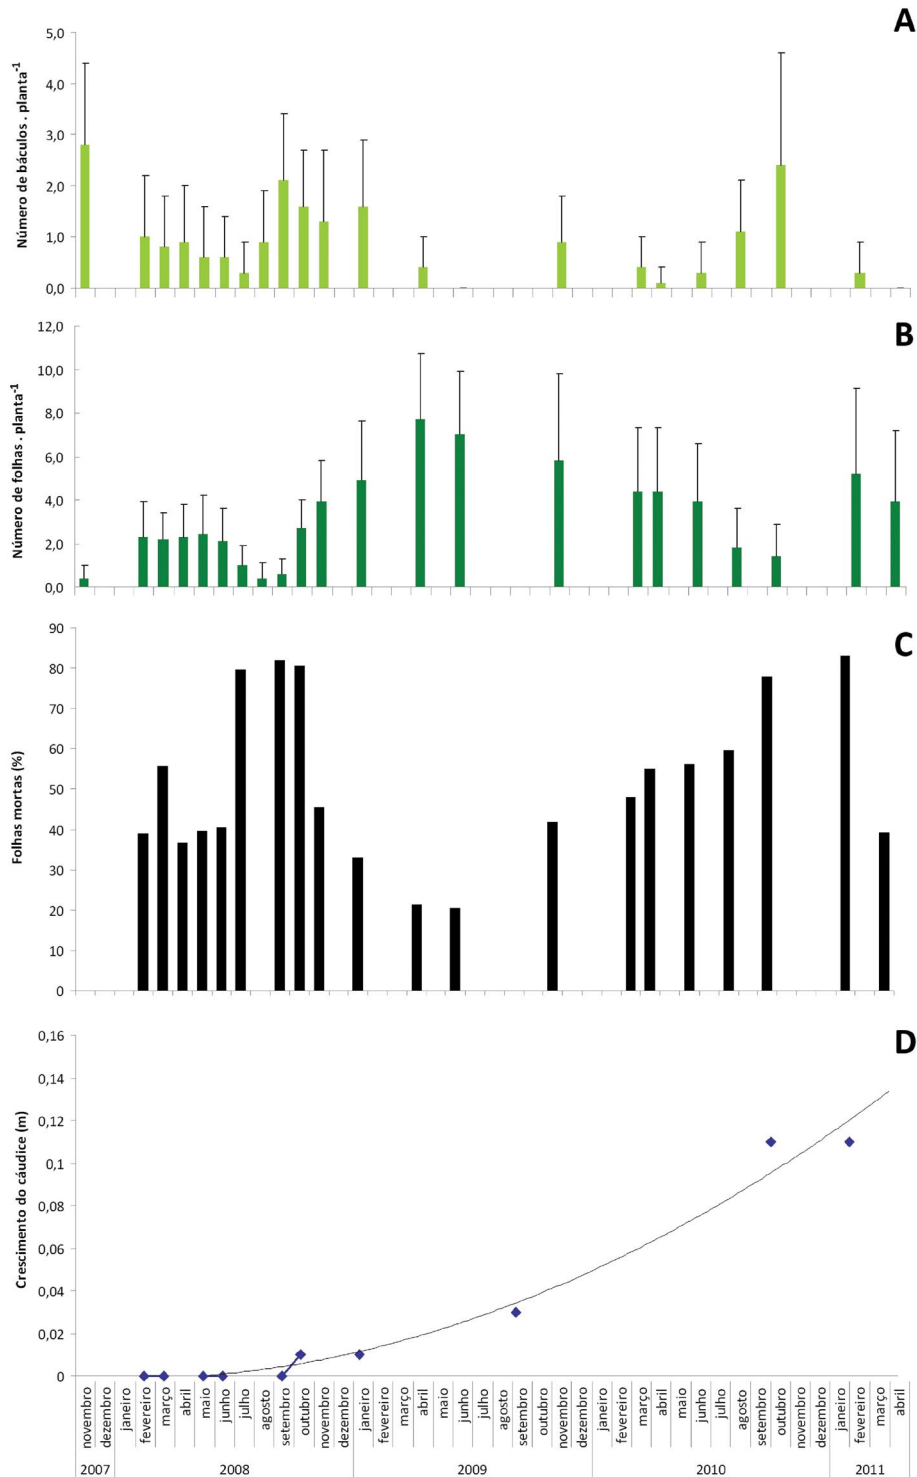 A
Número de báculos . planta-1
5,0
4,0
3,0
2,0
1,0
0,0
B
Número de folhas . planta-1
12,0
10,0
8,0
6,0
4,0
2,0
0,0
C
Folhas mortas (%)
90
80
70
60
50
40
30
20
10
0
D
Crescimento do cáudice (m)
0,16
0,14
0,12
0,1
0,08
0,06
0,04
0,02
0
novembro
dezembro
janeiro
fevereiro
março
abril
maio
junho
julho
agosto
setembro
outubro
novembro
dezembro
janeiro
fevereiro
março
abril
maio
junho
julho
agosto
setembro
outubro
novembro
dezembro
janeiro
fevereiro
março
abril
maio
junho
julho
agosto
setembro
outubro
novembro
dezembro
janeiro
fevereiro
março
abril
2007
2008
2009
2010
2011